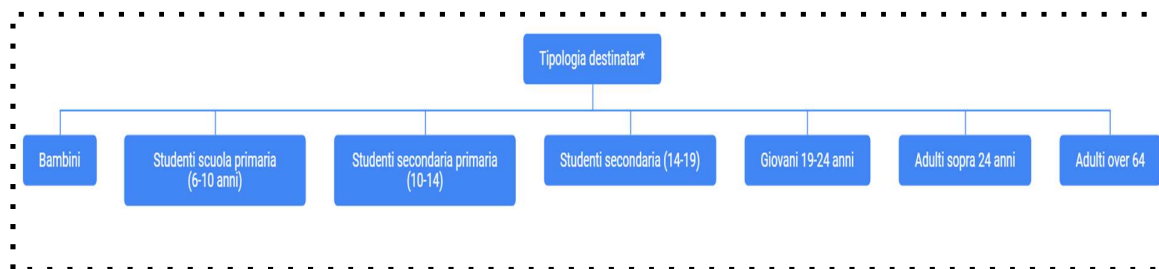 Tipologia destinatar*
Bambini
Studenti scuola primaria
(6-10 anni)
Studenti secondaria primaria
(10-14)
Studenti secondaria (14-19)
Giovani 19-24 anni
Adulti sopra 24 anni
Adulti over 64